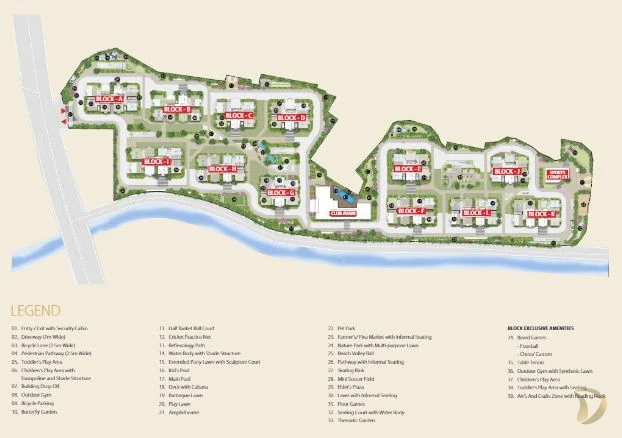 BLOCK - A
BLOCK - B
BLOCK - C
BLOCK - D
BLOCK - I
BLOCK - H
BLOCK - G
BLOCK - E
BLOCK - J
SPORTS
COMPLEX
BLOCK - F
BLOCK - L
BLOCK - K
LEGEND
01. Entry / Exit with Security Cabin
02. Driveway (7m Wide)
03. Bicycle Lane (3.5m Wide)
04. Pedestrian Pathway (2.5m Wide)
05. Toddler's Play Area
06. Children's Play Area with
Trampoline and Shade Structure
07. Building Drop Off
08. Outdoor Gym
09. Bicycle Parking
10. Butterfly Garden
11. Half Basket Ball Court
12. Cricket Practice Net
13. Reflexology Path
14. Water Body with Shade Structure
15. Extended Party Lawn with Sculpture Court
16. Kid's Pool
17. Main Pool
18. Deck with Cabana
19. Barbeque Lawn
20. Play Lawn
21. Amphitheatre
22. Pet Park
23. Farmer's/ Flea Market with Informal Seating
24. Nature Park with Multi-purpose Lawn
25. Beach Volley Ball
26. Pathway with Informal Seating
27. Skating Rink
28. Mini Soccer Field
29. Elder's Plaza
30. Lawn with Informal Seating
31. Floor Games
32. Seating Court with Water Body
33. Thematic Garden
BLOCK EXCLUSIVE AMENITIES
34. Board Games
- Foosball
- Chess/ Carrom
35. Table Tennis
36. Outdoor Gym with Synthetic Lawn
37. Children's Play Area
38. Toddler's Play Area with Seating
39. Art's And Crafts Zone with Reading Nook